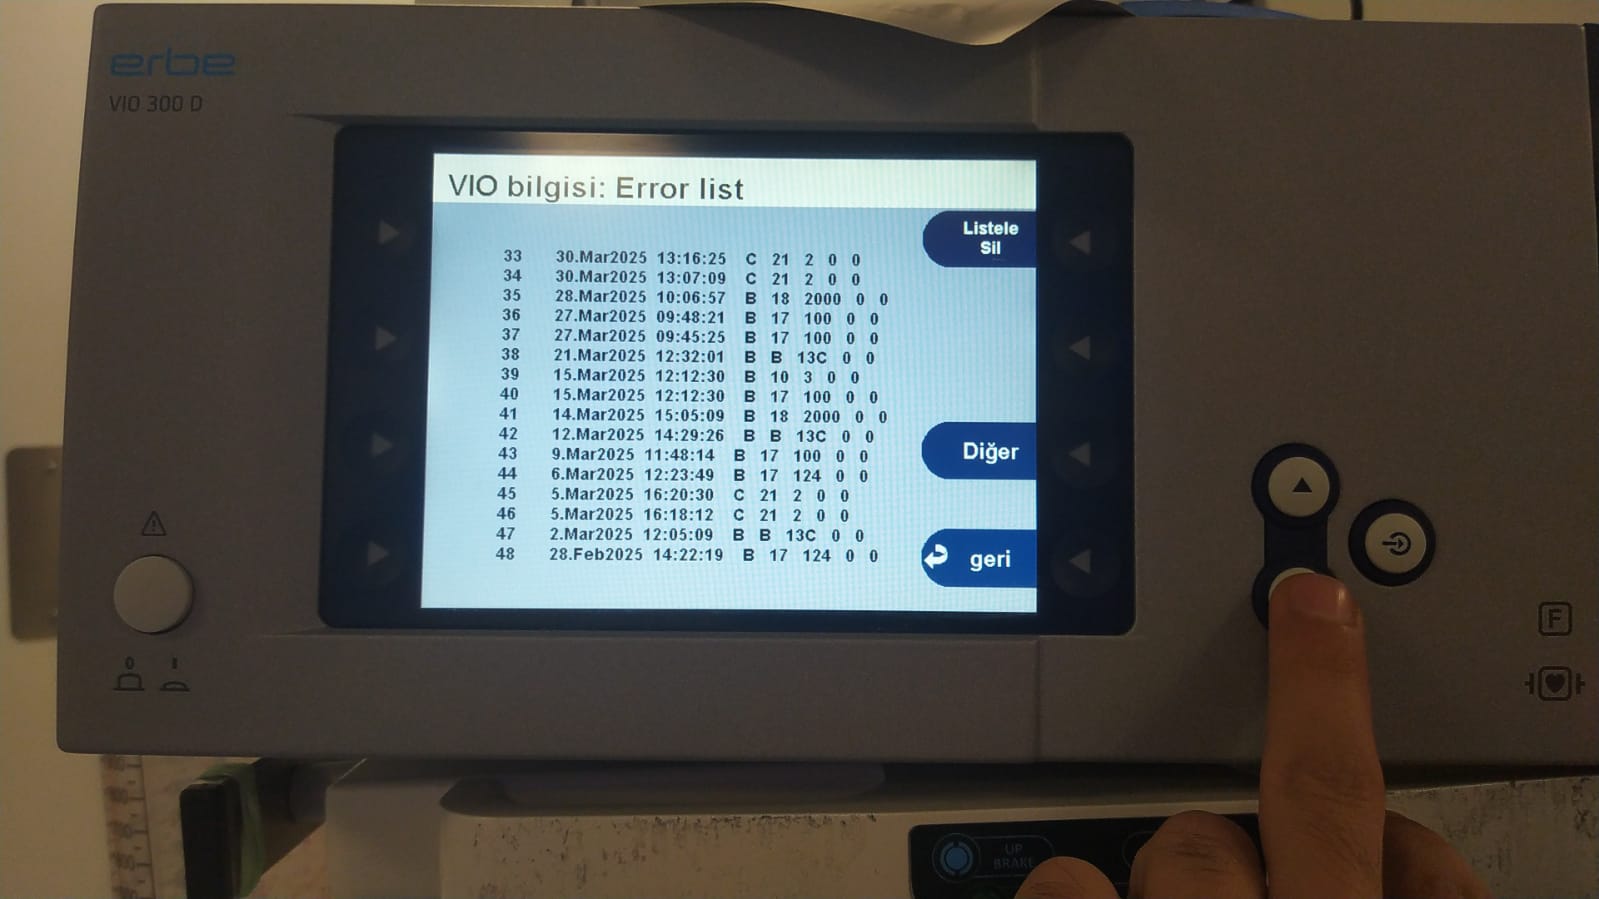 erbe
VIO 300 D
VIO bilgisi: Error list
Listele
Sil
33 30.Mar2025 13:16:25 C 21 2 0 0
34 30.Mar2025 13:07:09 C 21 2 0 0
35 28.Mar2025 10:06:57 B 18 2000 0 0
36 27.Mar2025 09:48:21 B 17 100 0 0
37 27.Mar2025 09:45:25 B 17 100 0 0
38 21.Mar2025 12:32:01 B B 13C 0 0
39 15.Mar2025 12:12:30 B 10 3 0 0
40 15.Mar2025 12:12:30 B 17 100 0 0
41 14.Mar2025 15:05:09 B 18 2000 0 0
42 12.Mar2025 14:29:26 B B 13C 0 0
43 9.Mar2025 11:48:14 B 17 100 0 0
44 6.Mar2025 12:23:49 B 17 124 0 0
45 5.Mar2025 16:20:30 C 21 2 0 0
46 5.Mar2025 16:18:12 C 21 2 0 0
47 2.Mar2025 12:05:09 B B 13C 0 0
48 28.Feb2025 14:22:19 B 17 124 0 0
Diğer
geri
0 I
F
UP
BRAKE